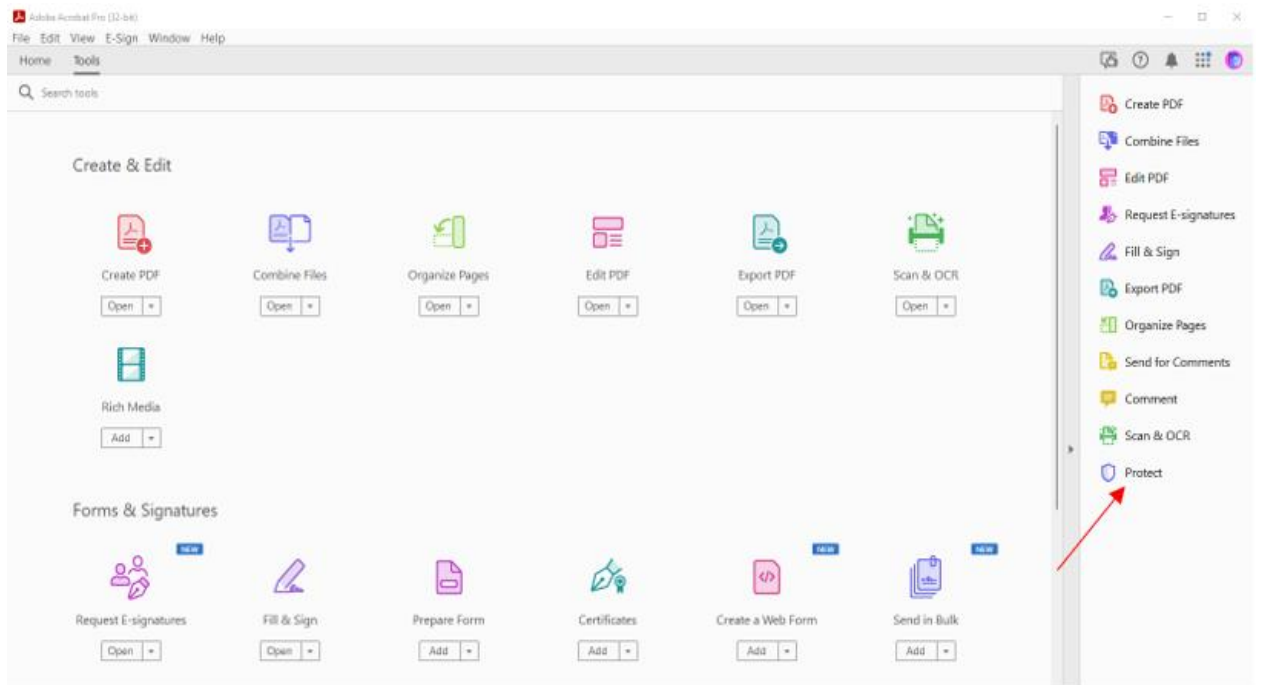 Adobe Acrobat Pro (32-bit)
File Edit View E-Sign Window Help
Home Tools
Search tools
Create & Edit
Create PDF Combine Files Organize Pages Edit PDF Export PDF Scan & OCR
Open Open Open Open Open Open
Rich Media
Add
Forms & Signatures
NEW NEW NEW
Request E-signatures Fill & Sign Prepare Form Certificates Create a Web Form Send in Bulk
Open Open Add Add Add Add
Create PDF
Combine Files
Edit PDF
Request E-signatures
Fill & Sign
Export PDF
Organize Pages
Send for Comments
Comment
Scan & OCR
Protect